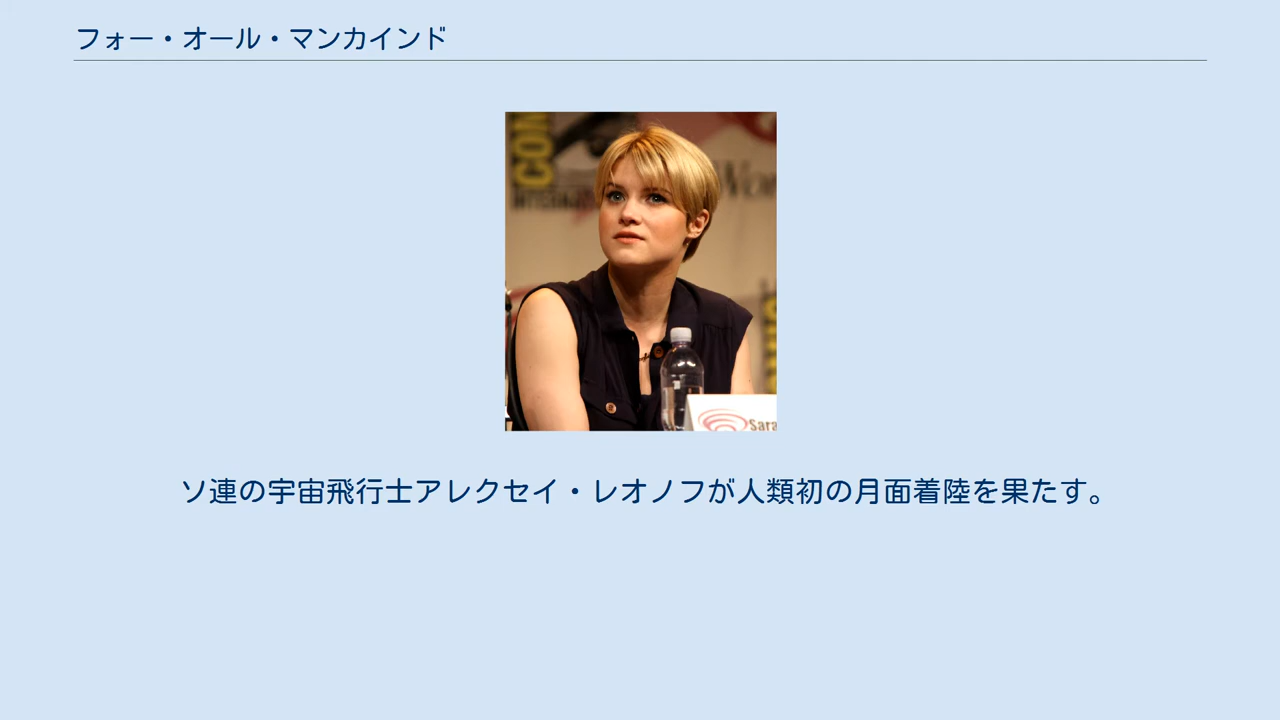 フォー・オール・マンカインド
COM
Sara
ソ連の宇宙飛行士アレクセイ・レオノフが人類初の月面着陸を果たす。